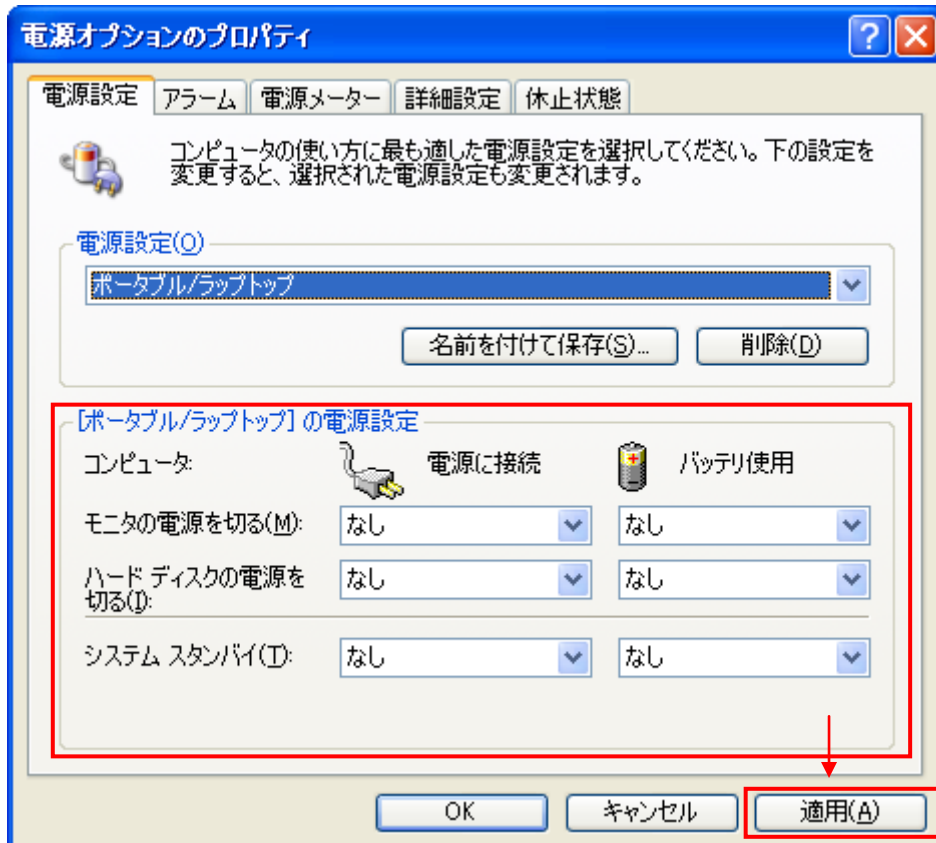 電源オプションのプロパティ
電源設定 アラーム 電源メーター 詳細設定 休止状態
コンピュータの使い方に最も適した電源設定を選択してください。下の設定を
変更すると、選択された電源設定も変更されます。
電源設定(O)
ポータブル/ラップトップ
名前を付けて保存(S)... 削除(D)
[ポータブル/ラップトップ] の電源設定
コンピュータ: 電源に接続 バッテリ使用
モニタの電源を切る(M): なし なし
ハード ディスクの電源を
切る(I): なし なし
システム スタンバイ(T): なし なし
OK キャンセル 適用(A)